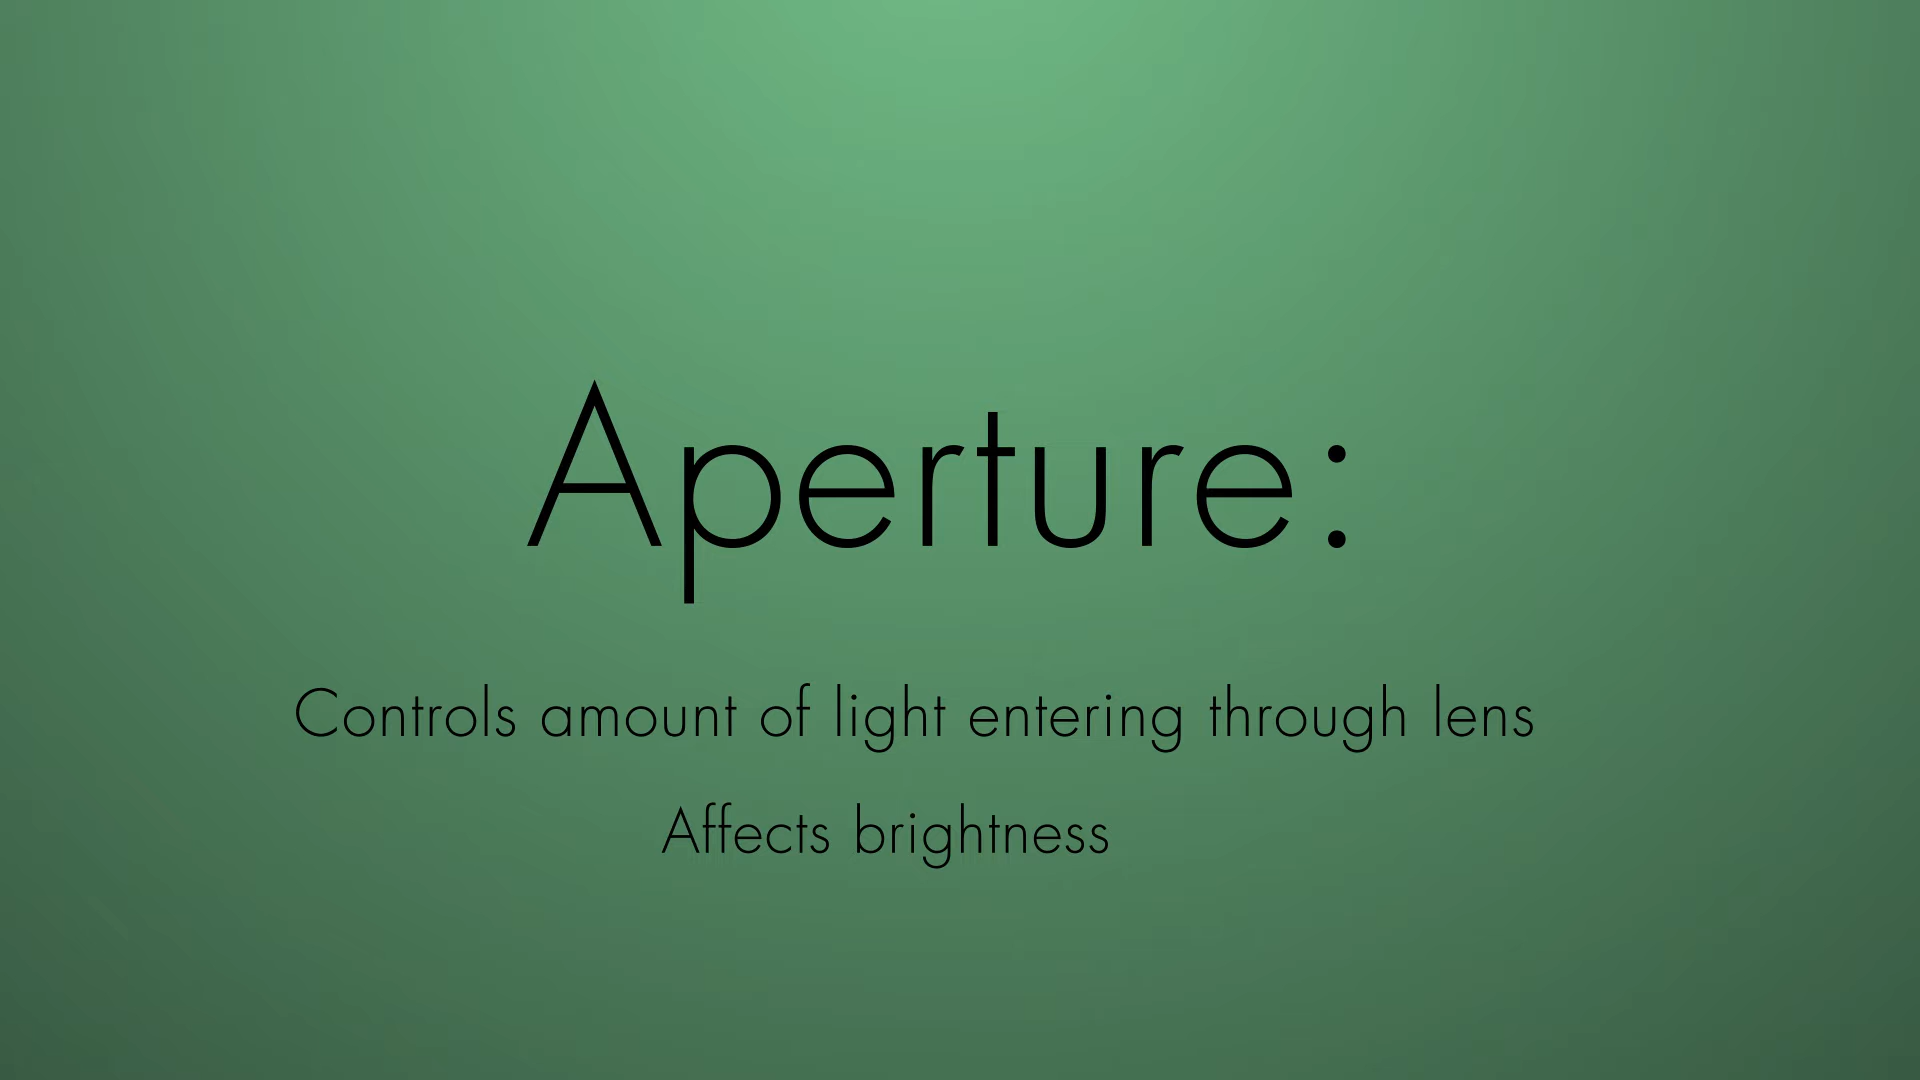 Aperture:
Controls amount of light entering through lens
Affects brightness